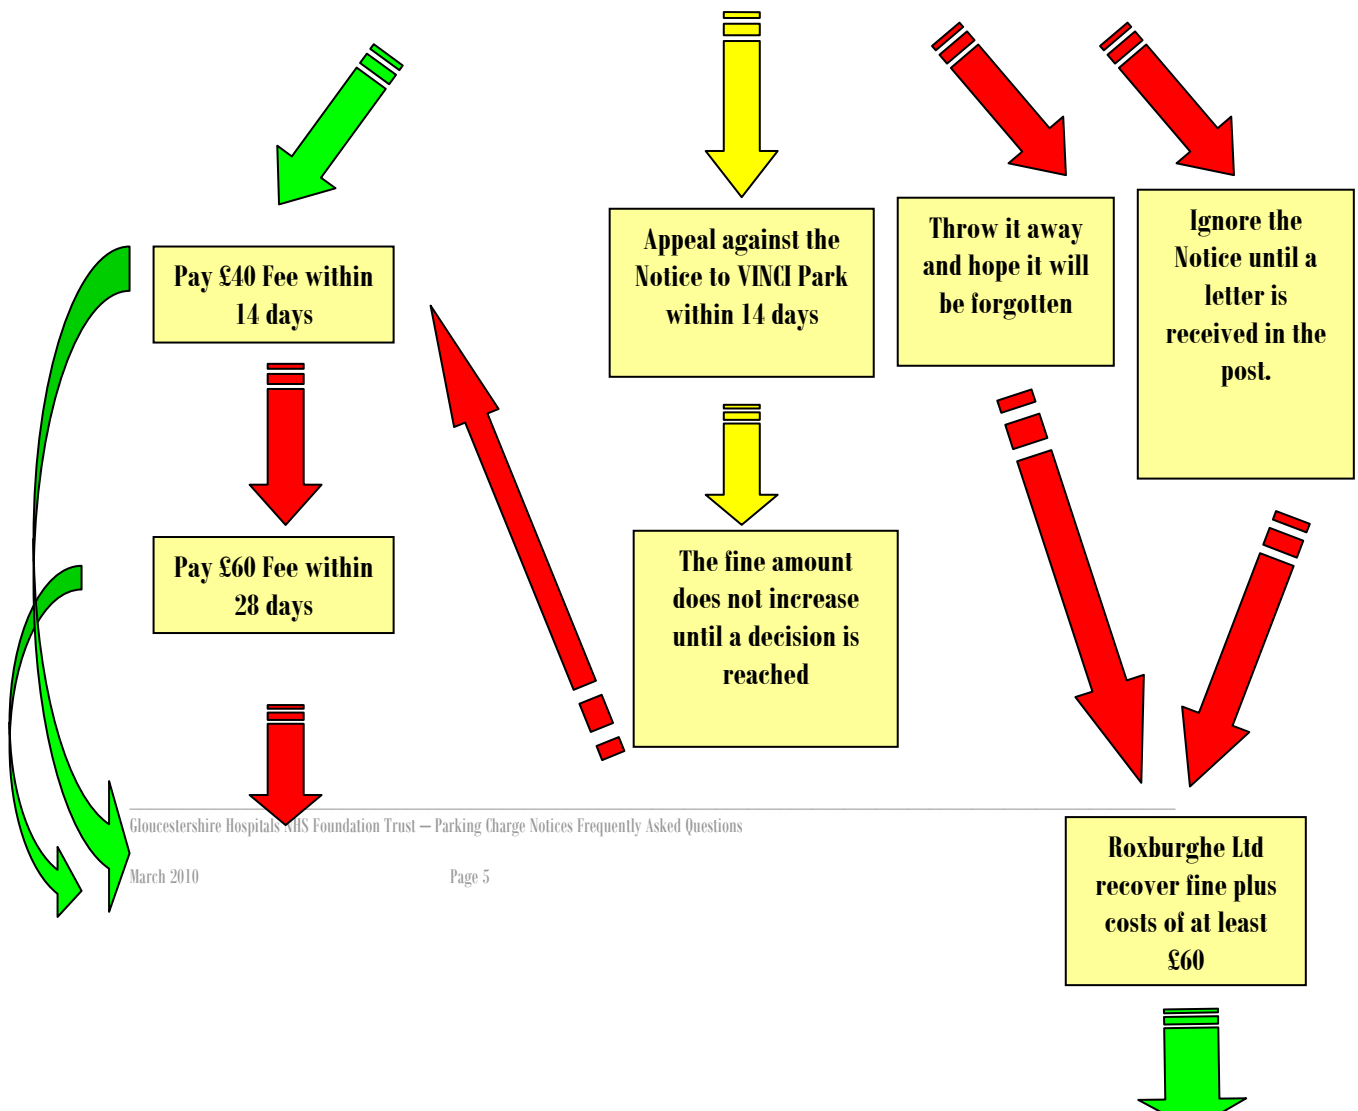 Pay £40 Fee within
14 days
Appeal against the
Notice to VINCI Park
within 14 days
Throw it away
and hope it will
be forgotten
Ignore the
Notice until a
letter is
received in the
post.
Pay £60 Fee within
28 days
The fine amount
does not increase
until a decision is
reached
Gloucestershire Hospitals NHS Foundation Trust – Parking Charge Notices Frequently Asked Questions
March 2010 Page 5
Roxburghe Ltd
recover fine plus
costs of at least
£60